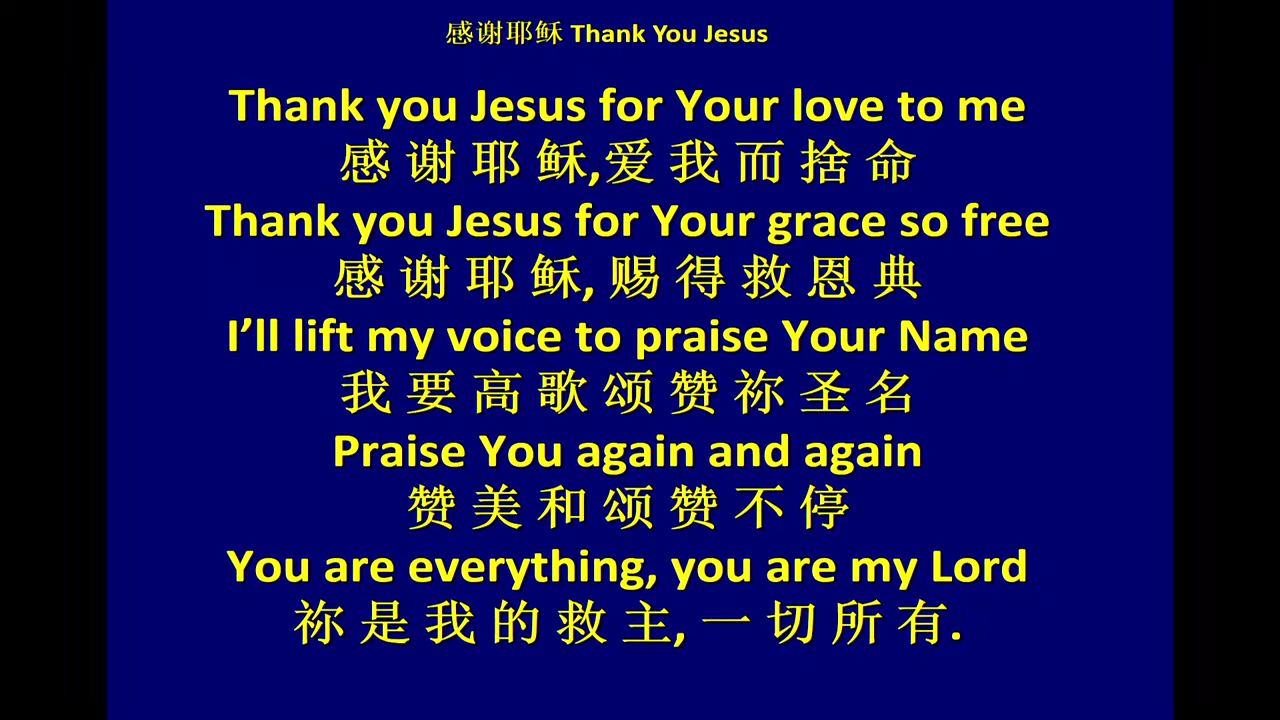 感谢耶稣 Thank You Jesus
Thank you Jesus for Your love to me
感 谢 耶 稣,爱 我 而 捨 命
Thank you Jesus for Your grace so free
感 谢 耶 稣, 赐 得 救 恩 典
I’ll lift my voice to praise Your Name
我 要 高 歌 颂 赞 祢 圣 名
Praise You again and again
赞 美 和 颂 赞 不 停
You are everything, you are my Lord
祢 是 我 的 救 主, 一 切 所 有.